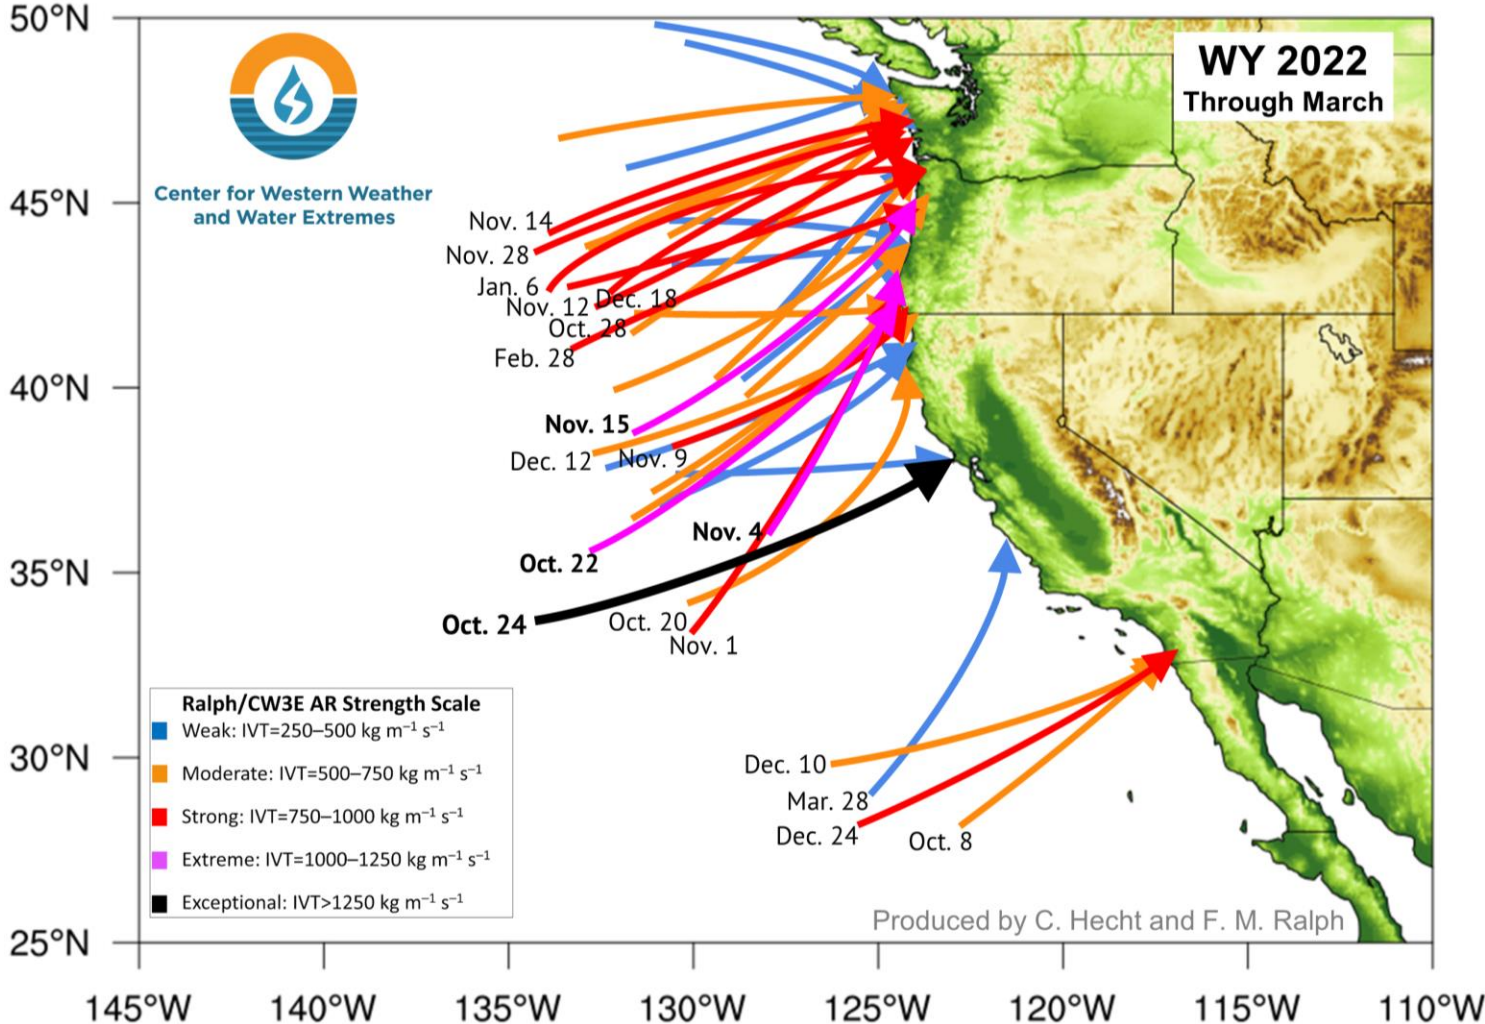 50°N
45°N
40°N
35°N
30°N
25°N
145°W
140°W
135°W
130°W
125°W
120°W
115°W
110°W
Center for Western Weather
and Water Extremes
WY 2022
Through March
Nov. 14
Nov. 28
Jan. 6
Nov. 12
Dec. 18
Oct. 28
Feb. 28
Nov. 15
Dec. 12
Nov. 9
Nov. 4
Oct. 22
Oct. 24
Oct. 20
Nov. 1
Dec. 10
Mar. 28
Dec. 24
Oct. 8
Ralph/CW3E AR Strength Scale
Weak: IVT=250–500 kg m⁻¹ s⁻¹
Moderate: IVT=500–750 kg m⁻¹ s⁻¹
Strong: IVT=750–1000 kg m⁻¹ s⁻¹
Extreme: IVT=1000–1250 kg m⁻¹ s⁻¹
Exceptional: IVT>1250 kg m⁻¹ s⁻¹
Produced by C. Hecht and F. M. Ralph